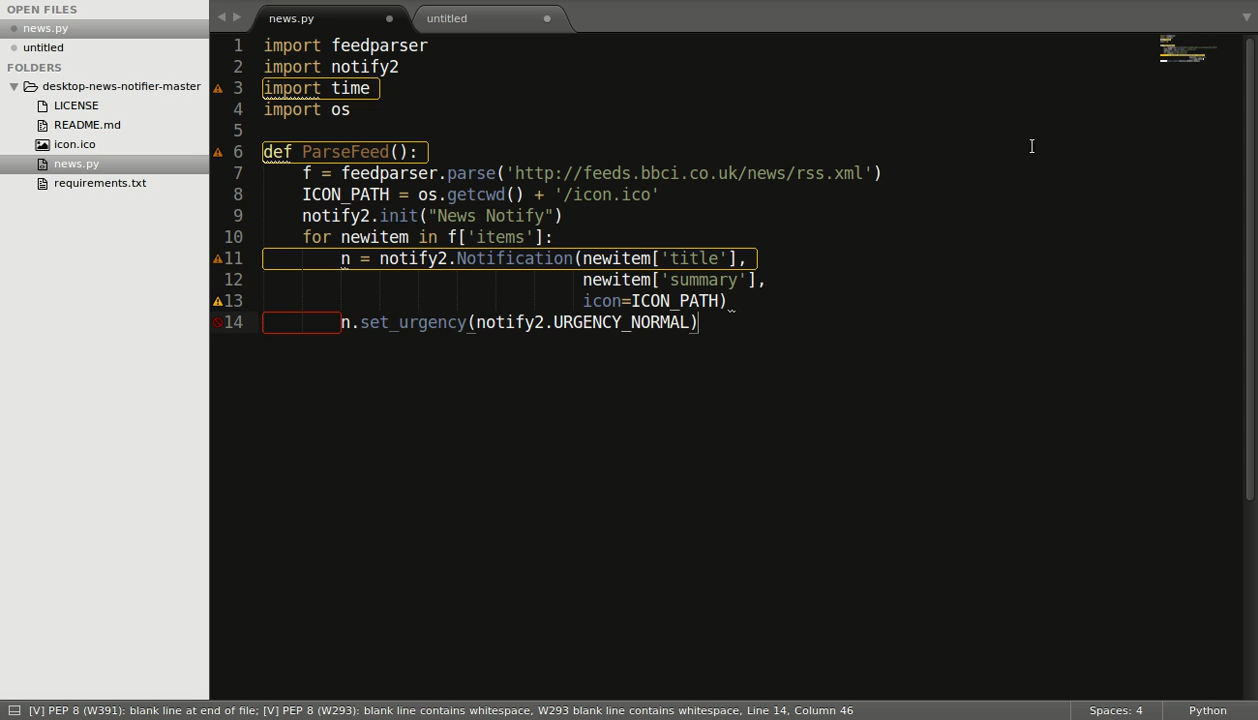 OPEN FILES
news.py
untitled
FOLDERS
desktop-news-notifier-master
LICENSE
README.md
icon.ico
news.py
requirements.txt
news.py
untitled
1 import feedparser
2 import notify2
3 import time
4 import os
5
6 def ParseFeed():
7     f = feedparser.parse('http://feeds.bbci.co.uk/news/rss.xml')
8     ICON_PATH = os.getcwd() + '/icon.ico'
9     notify2.init("News Notify")
10     for newitem in f['items']:
11         n = notify2.Notification(newitem['title'],
12                                  newitem['summary'],
13                                  icon=ICON_PATH)
14         n.set_urgency(notify2.URGENCY_NORMAL)
[V] PEP 8 (W391): blank line at end of file; [V] PEP 8 (W293): blank line contains whitespace, W293 blank line contains whitespace, Line 14, Column 46
Spaces: 4
Python